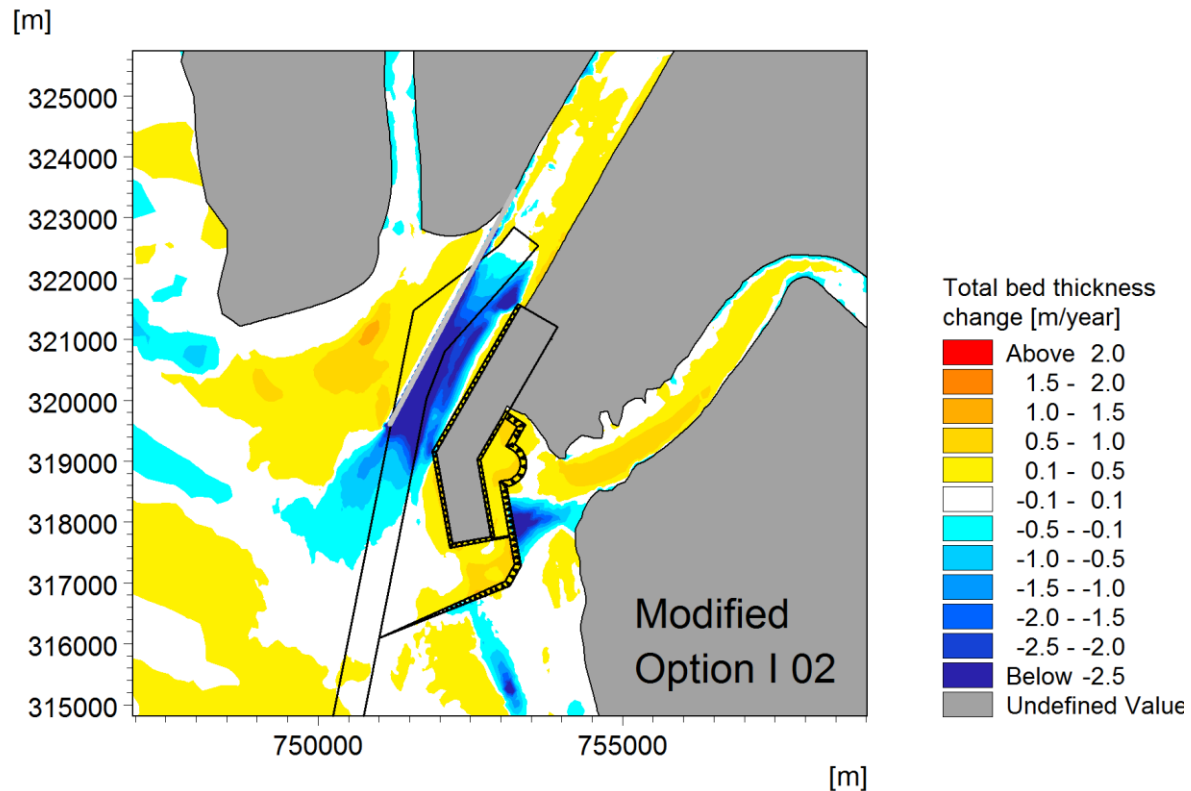 [m]
325000
324000
323000
322000
321000
320000
319000
318000
317000
316000
315000
750000
755000
[m]
Modified
Option I 02
Total bed thickness
change [m/year]
Above 2.0
1.5 - 2.0
1.0 - 1.5
0.5 - 1.0
0.1 - 0.5
-0.1 - 0.1
-0.5 - -0.1
-1.0 - -0.5
-1.5 - -1.0
-2.0 - -1.5
-2.5 - -2.0
Below -2.5
Undefined Value